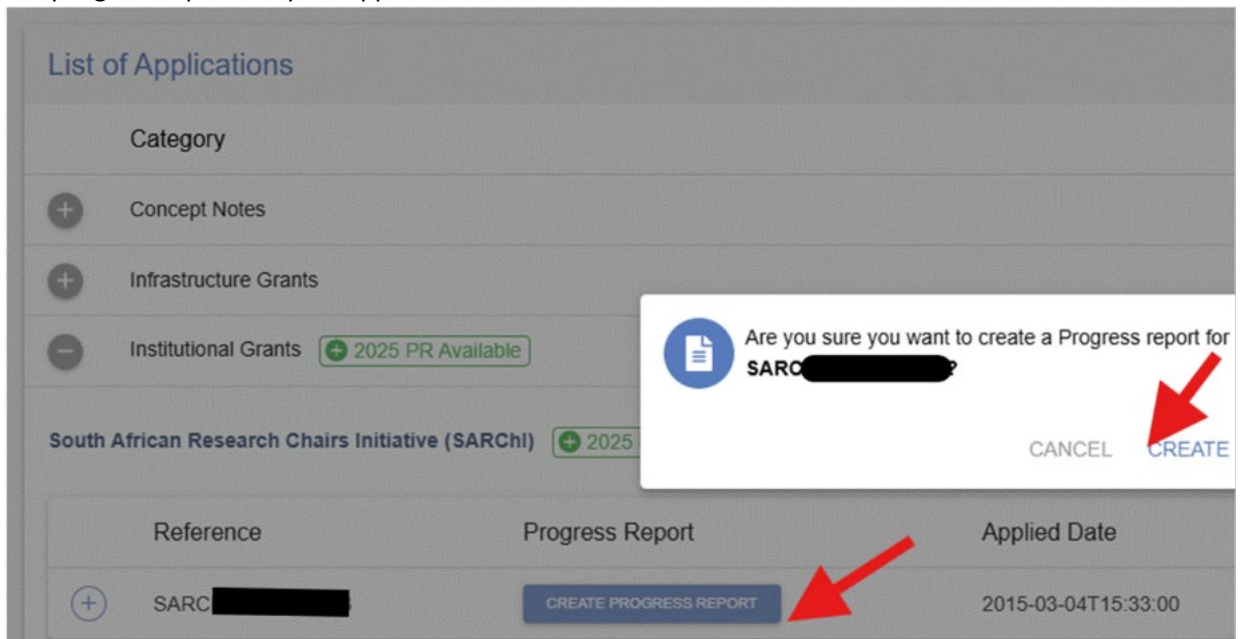 List of Applications
Category
Concept Notes
Infrastructure Grants
Institutional Grants 2025 PR Available
Are you sure you want to create a Progress report for
SARC ?
South African Research Chairs Initiative (SARChI) 2025
CANCEL CREATE
Reference Progress Report Applied Date
SARC CREATE PROGRESS REPORT 2015-03-04T15:33:00